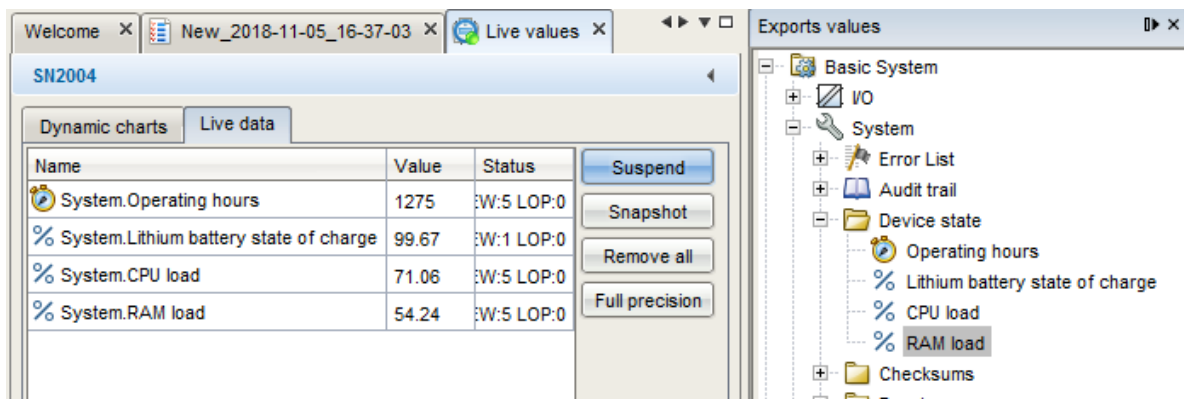 Welcome
New_2018-11-05_16-37-03
Live values
SN2004
Dynamic charts
Live data
Name Value Status
System.Operating hours 1275 EW:5 LOP:0
System.Lithium battery state of charge 99.67 EW:1 LOP:0
System.CPU load 71.06 EW:5 LOP:0
System.RAM load 54.24 EW:5 LOP:0
Suspend
Snapshot
Remove all
Full precision
Exports values
Basic System
I/O
System
Error List
Audit trail
Device state
Operating hours
Lithium battery state of charge
CPU load
RAM load
Checksums